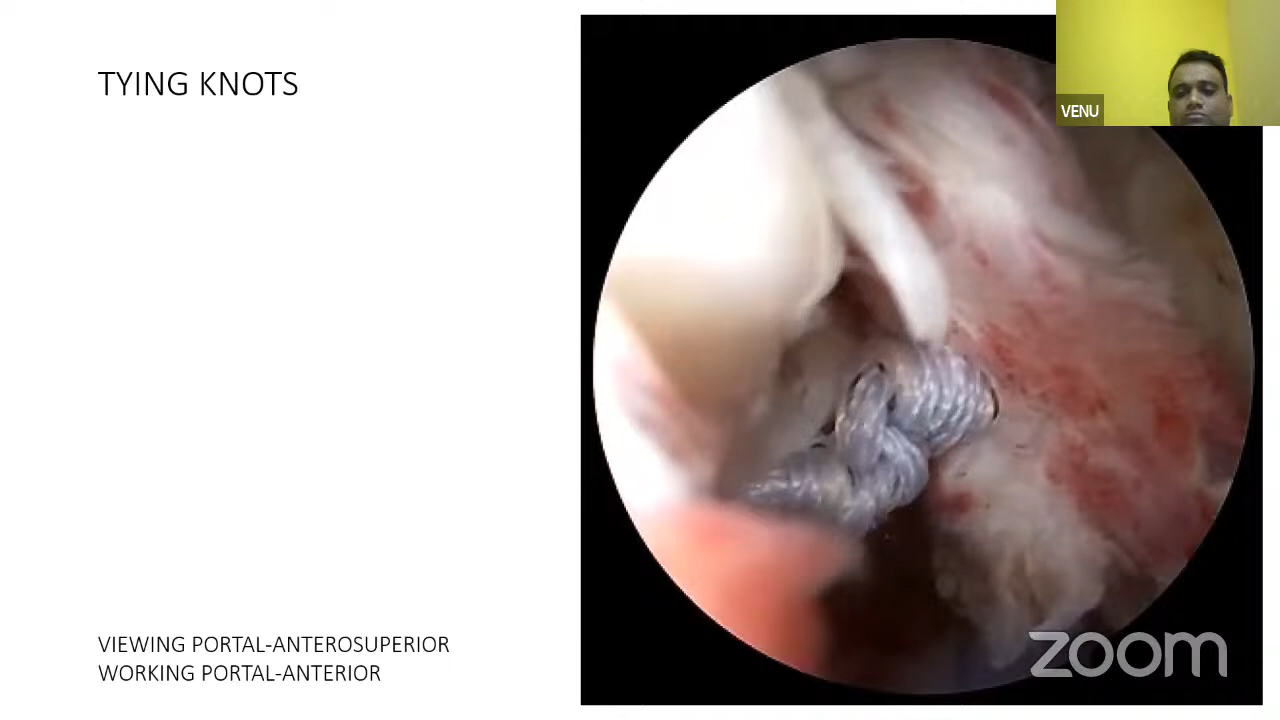 TYING KNOTS
VENU
VIEWING PORTAL-ANTEROSUPERIOR
WORKING PORTAL-ANTERIOR
zoom